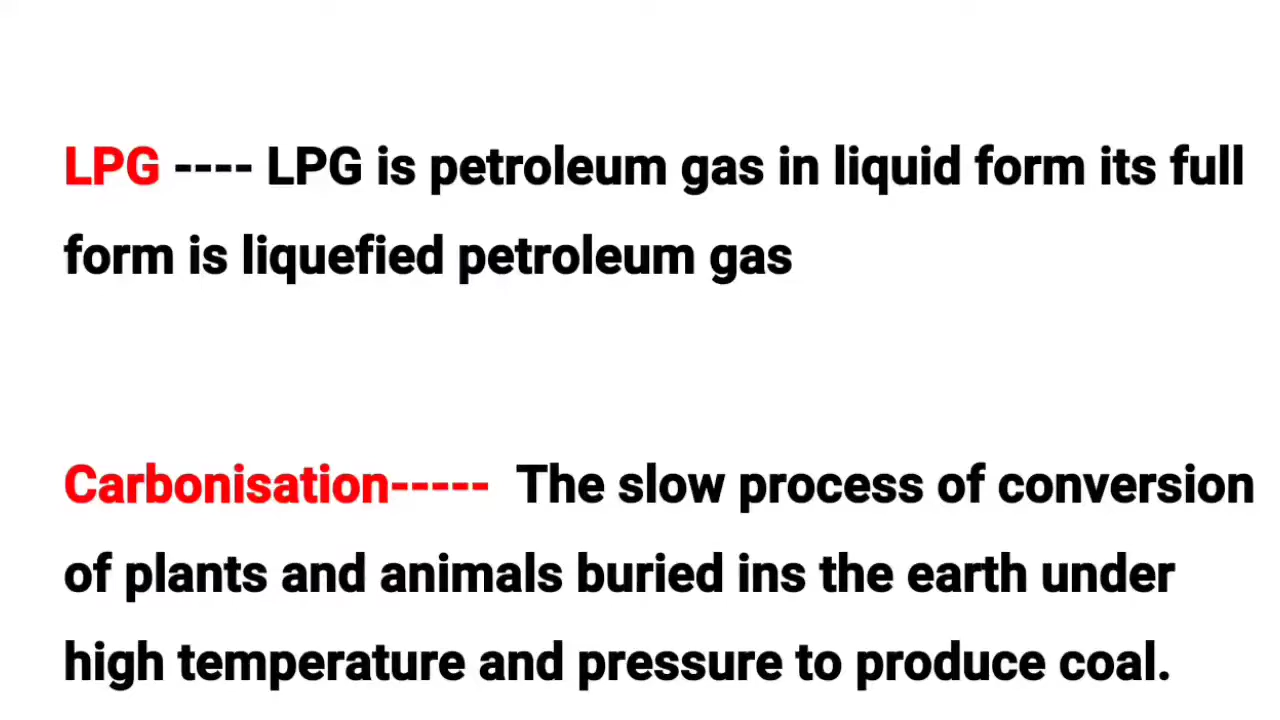 LPG ---- LPG is petroleum gas in liquid form its full
form is liquefied petroleum gas
Carbonisation----- The slow process of conversion
of plants and animals buried ins the earth under
high temperature and pressure to produce coal.